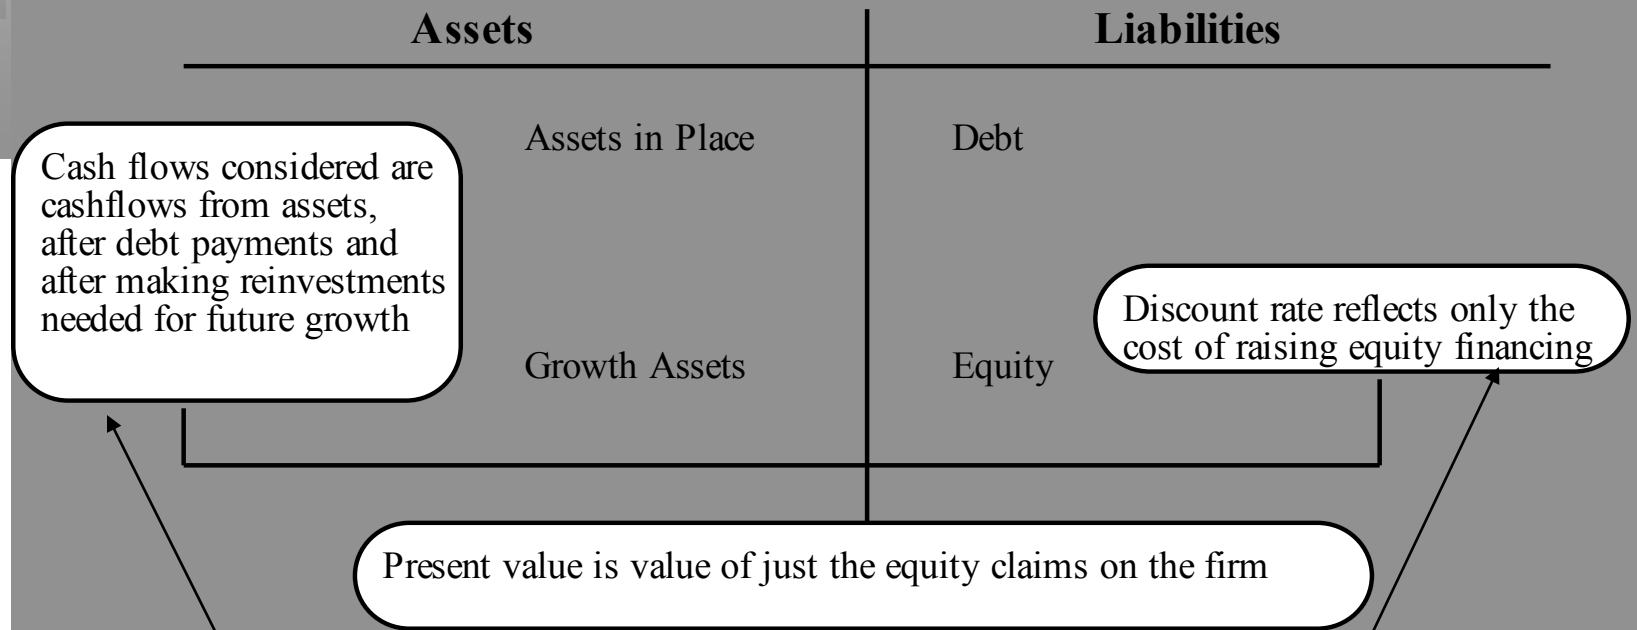 Assets
Liabilities
Assets in Place
Debt
Cash flows considered are
cashflows from assets,
after debt payments and
after making reinvestments
needed for future growth
Discount rate reflects only the
cost of raising equity financing
Growth Assets
Equity
Present value is value of just the equity claims on the firm